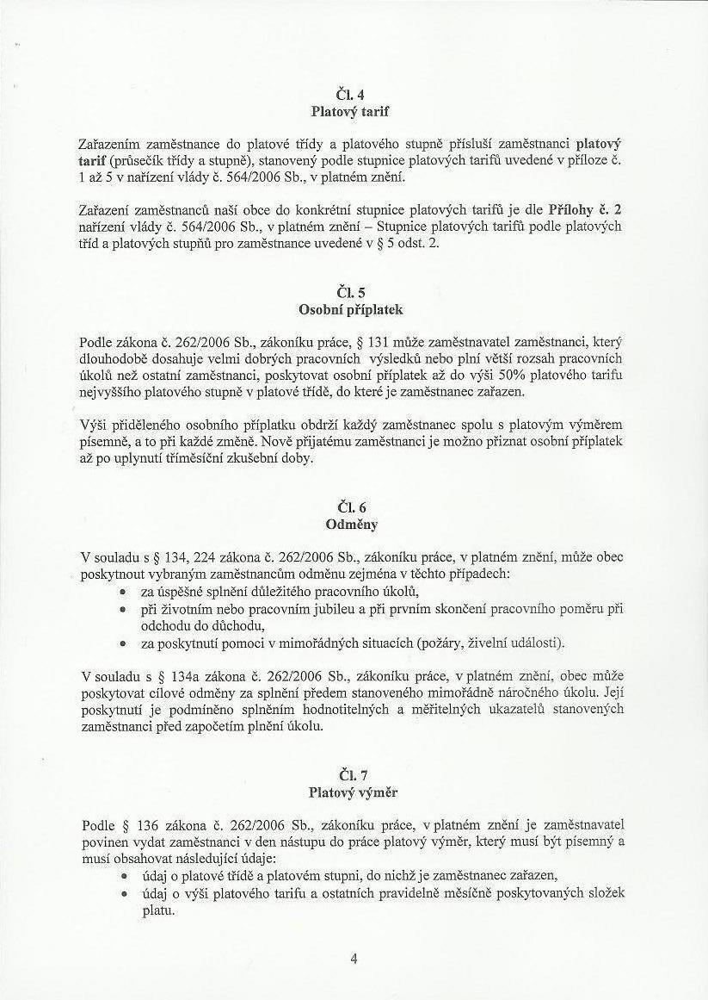 Čl. 4
Platový tarif
Zařazením zaměstnance do platové třídy a platového stupně přísluší zaměstnanci platový
tarif (průsečík třídy a stupně), stanovený podle stupnice platových tarifů uvedené v příloze č.
1 až 5 v nařízení vlády č. 564/2006 Sb., v platném znění.
Zařazení zaměstnanců naší obce do konkrétní stupnice platových tarifů je dle Přílohy č. 2
nařízení vlády č. 564/2006 Sb., v platném znění – Stupnice platových tarifů podle platových
tříd a platových stupňů pro zaměstnance uvedené v § 5 odst. 2.
Čl. 5
Osobní příplatek
Podle zákona č. 262/2006 Sb., zákoníku práce, § 131 může zaměstnavatel zaměstnanci, který
dlouhodobě dosahuje velmi dobrých pracovních výsledků nebo plní větší rozsah pracovních
úkolů než ostatní zaměstnanci, poskytovat osobní příplatek až do výši 50% platového tarifu
nejvyššího platového stupně v platové třídě, do které je zaměstnanec zařazen.
Výši přiděleného osobního příplatku obdrží každý zaměstnanec spolu s platovým výměrem
písemně, a to při každé změně. Nově přijatému zaměstnanci je možno přiznat osobní příplatek
až po uplynutí tříměsíční zkušební doby.
Čl. 6
Odměny
V souladu s § 134, 224 zákona č. 262/2006 Sb., zákoníku práce, v platném znění, může obec
poskytnout vybraným zaměstnancům odměnu zejména v těchto případech:
• za úspěšné splnění důležitého pracovního úkolů,
• při životním nebo pracovním jubileu a při prvním skončení pracovního poměru při
odchodu do důchodu,
• za poskytnutí pomoci v mimořádných situacích (požáry, živelní události).
V souladu s § 134a zákona č. 262/2006 Sb., zákoníku práce, v platném znění, obec může
poskytovat cílové odměny za splnění předem stanoveného mimořádně náročného úkolu. Její
poskytnutí je podmíněno splněním hodnotitelných a měřitelných ukazatelů stanovených
zaměstnanci před započetím plnění úkolu.
Čl. 7
Platový výměr
Podle § 136 zákona č. 262/2006 Sb., zákoníku práce, v platném znění je zaměstnavatel
povinen vydat zaměstnanci v den nástupu do práce platový výměr, který musí být písemný a
musí obsahovat následující údaje:
• údaj o platové třídě a platovém stupni, do nichž je zaměstnanec zařazen,
• údaj o výši platového tarifu a ostatních pravidelně měsíčně poskytovaných složek
platu.
4